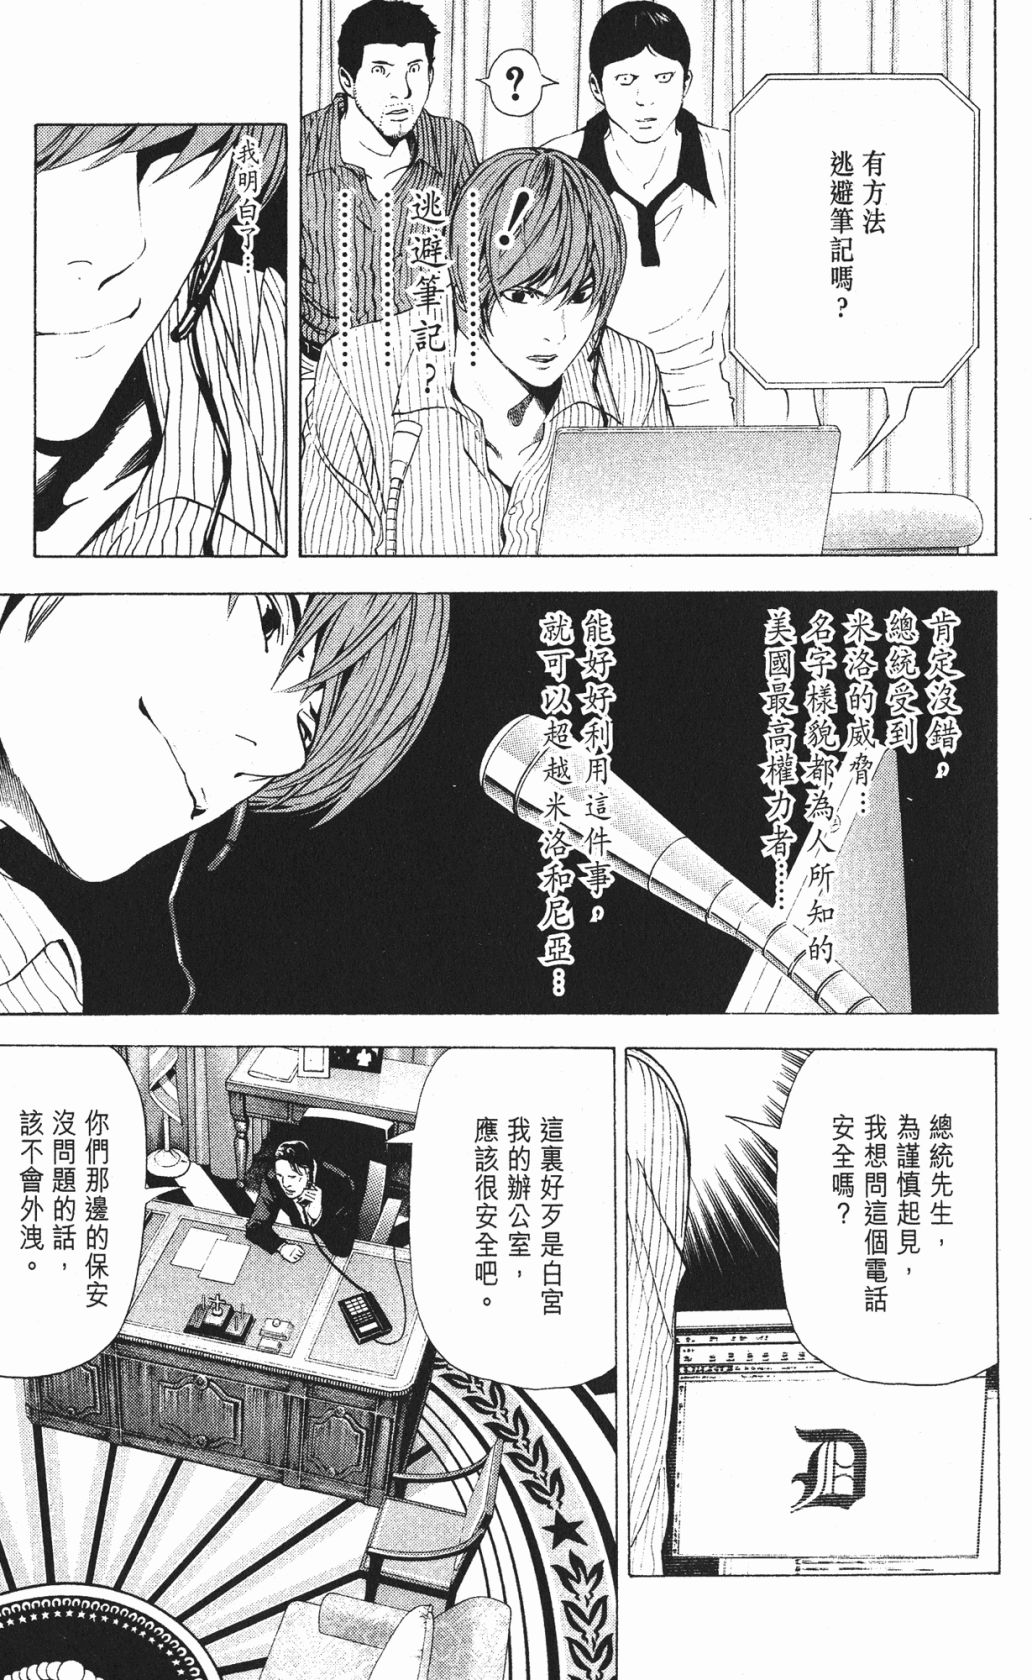 有方法
逃避筆記嗎？
？
！
………
逃避筆記？
………
………
我明白了…
肯定沒錯，
總統受到
米洛的威脅…
名字樣貌都為人所知的
美國最高權力者……
能好好利用這件事，
就可以超越米洛和尼亞…
總統先生，
為謹慎起見，
我想問這個電話
安全嗎？
這裏好歹是白宮
我的辦公室，
應該很安全吧。
你們那邊的保安
沒問題的話，
該不會外洩。